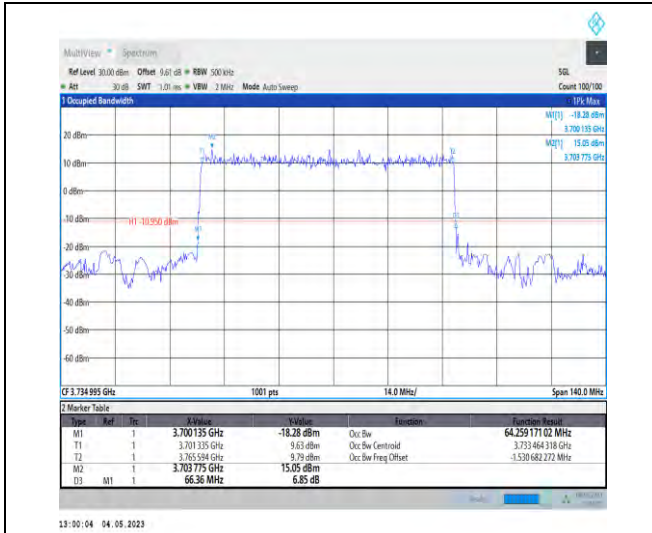 MultiView Spectrum
Ref Level 30.00 dBm Offset 9.61 dB RBW 500 kHz SGL
Att 30 dB SWT 1.01 ms VBW 2 MHz Mode Auto Sweep Count 100/100
1 Occupied Bandwidth 1Pk Max
M1[1] -18.28 dBm
3.700 135 GHz
M2[1] 15.05 dBm
3.703 775 GHz
20 dBm
M2
T1 T2
10 dBm
0 dBm
-10 dBm
H1 -10.950 dBm
D3
M1
-20 dBm
-30 dBm
-40 dBm
-50 dBm
-60 dBm
CF 3.734 995 GHz 1001 pts 14.0 MHz/ Span 140.0 MHz
2 Marker Table
Type Ref Trc X-Value Y-Value Function Function Result
M1 1 3.700135 GHz -18.28 dBm Occ Bw 64.259 171 02 MHz
T1 1 3.701 335 GHz 9.63 dBm Occ Bw Centroid 3.733 464 318 GHz
T2 1 3.765 594 GHz 9.79 dBm Occ Bw Freq Offset -1.530 682 272 MHz
M2 1 3.703 775 GHz 15.05 dBm
D3 M1 1 66.36 MHz 6.85 dB
13:00:04 04.05.2023